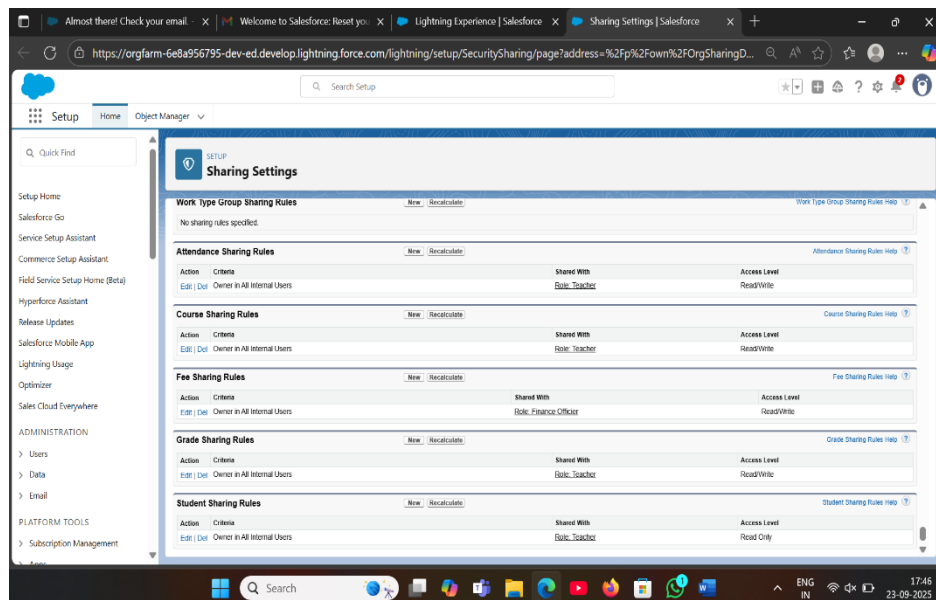 Almost there! Check your email. - Welcome to Salesforce: Reset you Lightning Experience | Salesforce Sharing Settings | Salesforce
https://orgfarm-6e8a956795-dev-ed.develop.lightning.force.com/lightning/setup/SecuritySharing/page?address=%2Fp%2Fown%2FOrgSharingD...
Search Setup
2
Setup Home Object Manager
Quick Find
Setup Home
Salesforce Go
Service Setup Assistant
Commerce Setup Assistant
Field Service Setup Home (Beta)
Hyperforce Assistant
Release Updates
Salesforce Mobile App
Lightning Usage
Optimizer
Sales Cloud Everywhere
ADMINISTRATION
Users
Data
Email
PLATFORM TOOLS
Subscription Management
Apps
SETUP
Sharing Settings
Work Type Group Sharing Rules New Recalculate Work Type Group Sharing Rules Help ?
No sharing rules specified.
Attendance Sharing Rules New Recalculate Attendance Sharing Rules Help ?
Action Criteria Shared With Access Level
Edit | Del Owner in All Internal Users Role: Teacher Read/Write
Course Sharing Rules New Recalculate Course Sharing Rules Help ?
Action Criteria Shared With Access Level
Edit | Del Owner in All Internal Users Role: Teacher Read/Write
Fee Sharing Rules New Recalculate Fee Sharing Rules Help ?
Action Criteria Shared With Access Level
Edit | Del Owner in All Internal Users Role: Finance Officier Read/Write
Grade Sharing Rules New Recalculate Grade Sharing Rules Help ?
Action Criteria Shared With Access Level
Edit | Del Owner in All Internal Users Role: Teacher Read/Write
Student Sharing Rules New Recalculate Student Sharing Rules Help ?
Action Criteria Shared With Access Level
Edit | Del Owner in All Internal Users Role: Teacher Read Only
Search
1
ENG
IN
17:46
23-09-2025